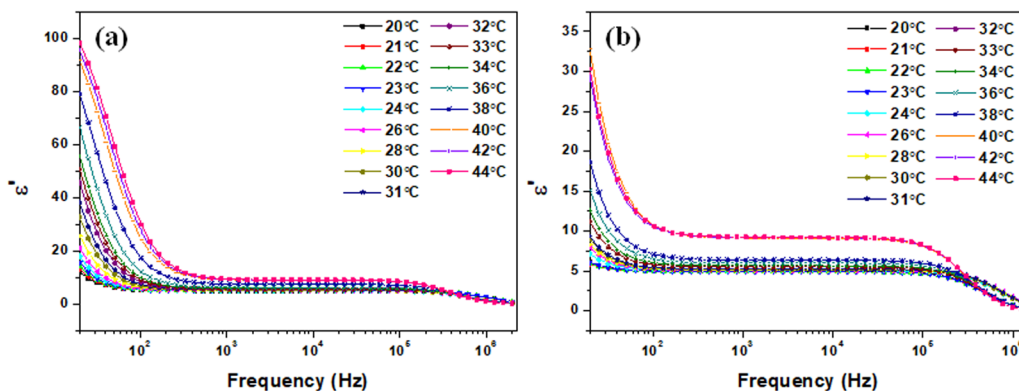 (a)
20°C 32°C
21°C 33°C
22°C 34°C
23°C 36°C
24°C 38°C
26°C 40°C
28°C 42°C
30°C 44°C
31°C
100
80
60
40
20
0
ε'
10² 10³ 10⁴ 10⁵ 10⁶
Frequency (Hz)
(b)
20°C 32°C
21°C 33°C
22°C 34°C
23°C 36°C
24°C 38°C
26°C 40°C
28°C 42°C
30°C 44°C
31°C
35
30
25
20
15
10
5
0
ε'
10² 10³ 10⁴ 10⁵ 10⁶
Frequency (Hz)